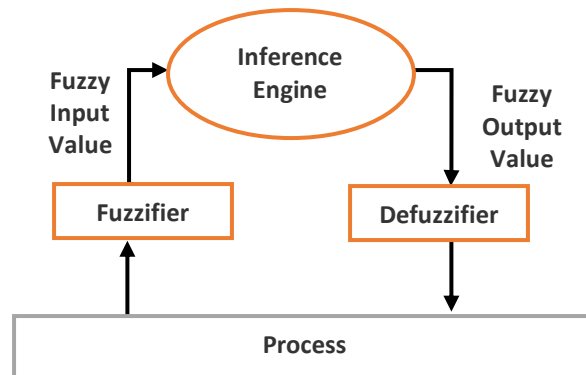 Inference
Engine
Fuzzy
Input
Value
Fuzzy
Output
Value
Fuzzifier
Defuzzifier
Process